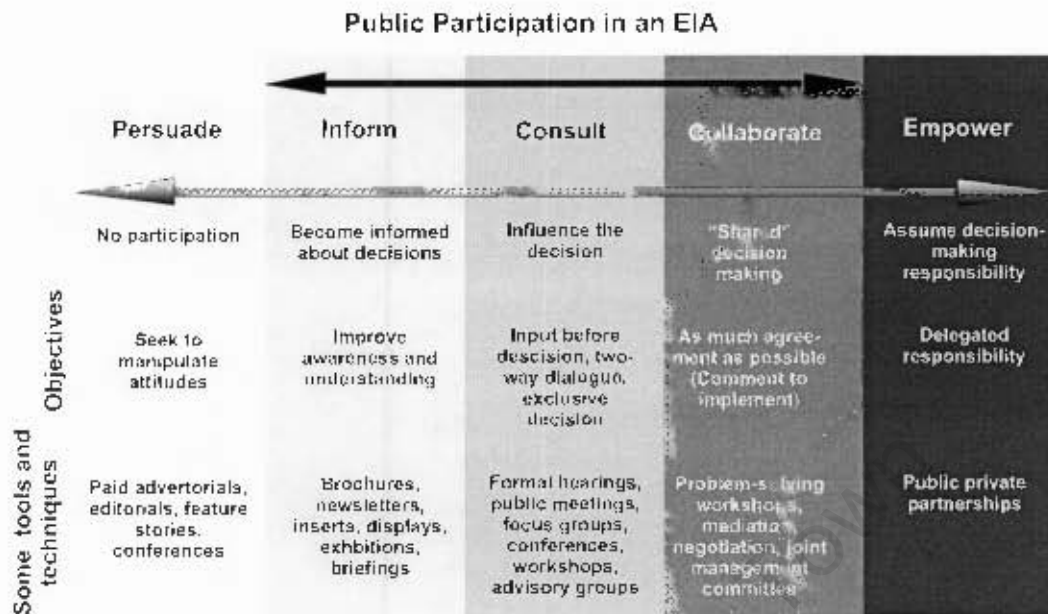 Public Participation in an EIA
Persuade
Inform
Consult
Collaborate
Empower
No participation
Become informed
about decisions
Influence the
decision
"Shared"
decision
making
Assume decision-
making
responsibility
Objectives
Seek to
manipulate
attitudes
Improve
awareness and
understanding
Input before
descision, two-
way dialogue,
exclusive
decision
As much agree-
ment as possible
(Comment to
implement)
Delegated
responsibility
Some tools and
techniques
Paid advertorials,
editorials, feature
stories,
conferences
Brochures,
newsletters,
inserts, displays,
exhbitions,
briefings
Formal hearings,
public meetings,
focus groups,
conferences,
workshops,
advisory groups
Problem-solving
workshops,
mediation,
negotiation, joint
management
committee
Public private
partnerships